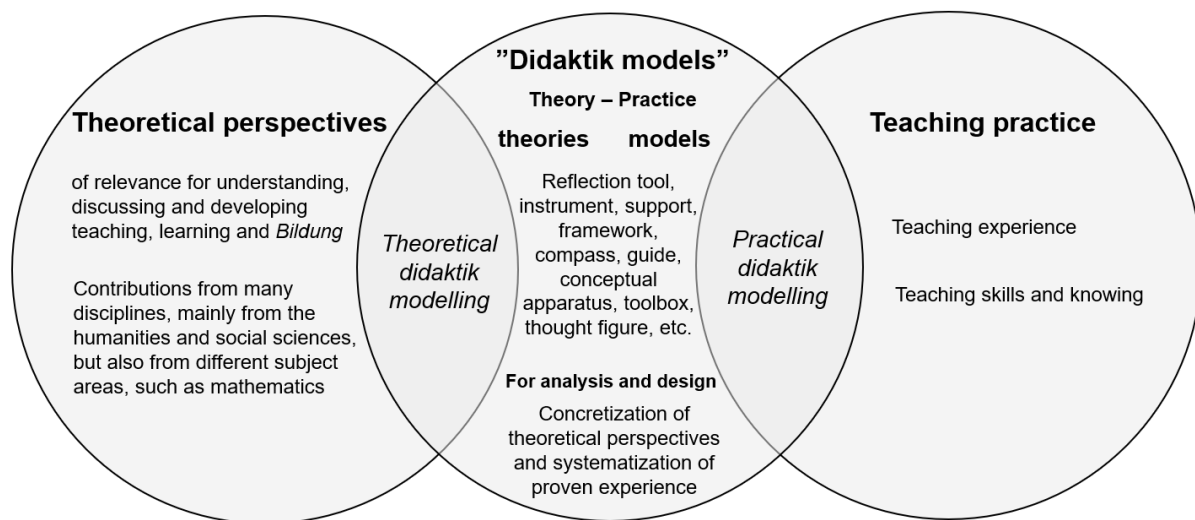 Theoretical perspectives
of relevance for understanding,
discussing and developing
teaching, learning and Bildung
Contributions from many
disciplines, mainly from the
humanities and social sciences,
but also from different subject
areas, such as mathematics
Theoretical
didaktik
modelling
”Didaktik models”
Theory – Practice
theories models
Reflection tool,
instrument, support,
framework,
compass, guide,
conceptual
apparatus, toolbox,
thought figure, etc.
For analysis and design
Concretization of
theoretical perspectives
and systematization of
proven experience
Practical
didaktik
modelling
Teaching practice
Teaching experience
Teaching skills and knowing